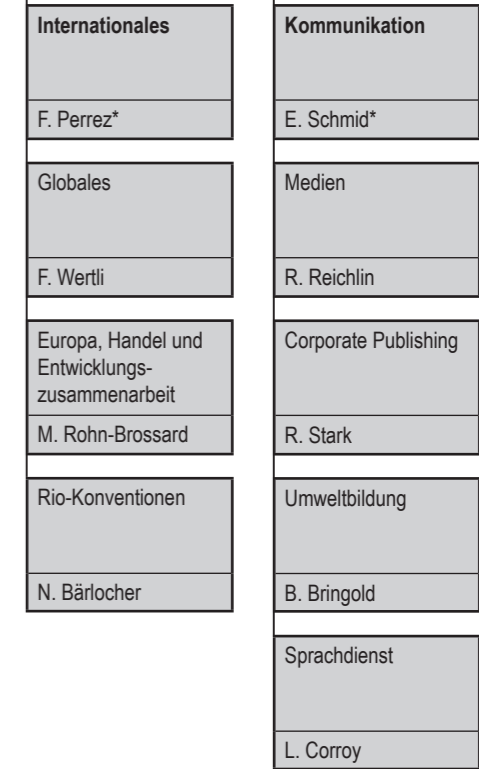 Internationales
F. Perrez*
Globales
F. Wertli
Europa, Handel und
Entwicklungs-
zusammenarbeit
M. Rohn-Brossard
Rio-Konventionen
N. Bärlocher
Kommunikation
E. Schmid*
Medien
R. Reichlin
Corporate Publishing
R. Stark
Umweltbildung
B. Bringold
Sprachdienst
L. Corroy